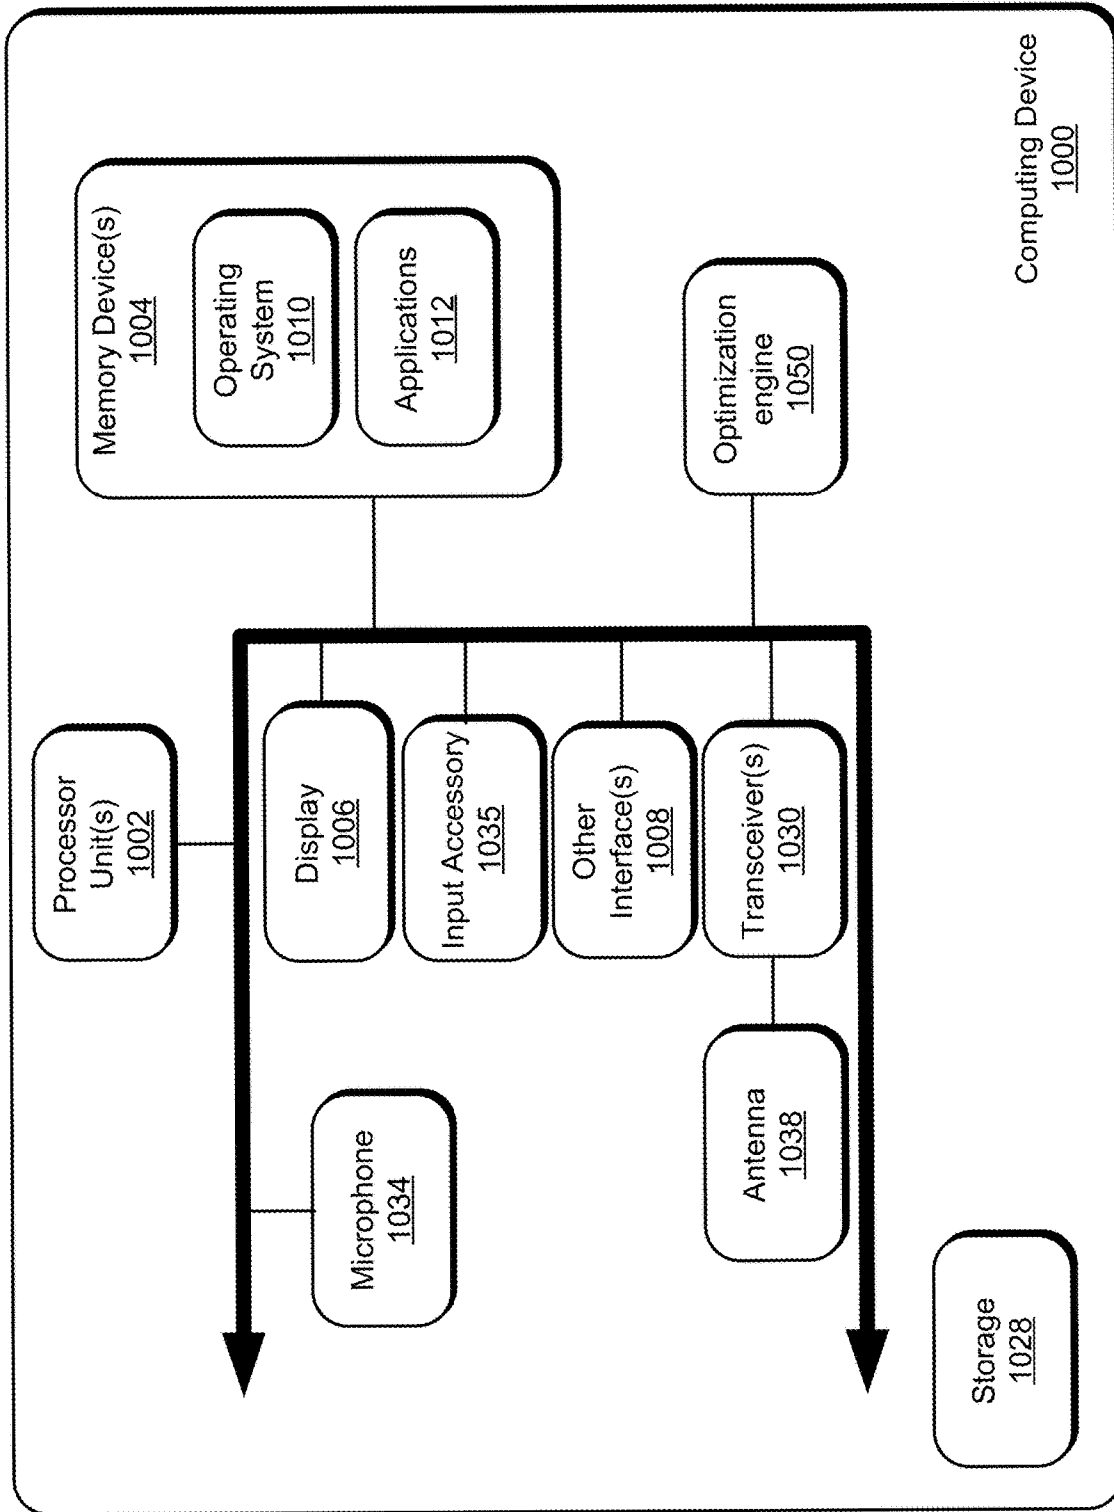 Computing Device
1000
Memory Device(s)
1004
Operating
System
1010
Applications
1012
Optimization
engine
1050
Processor
Unit(s)
1002
Display
1006
Input Accessory
1035
Other
Interface(s)
1008
Transceiver(s)
1030
Microphone
1034
Antenna
1038
Storage
1028